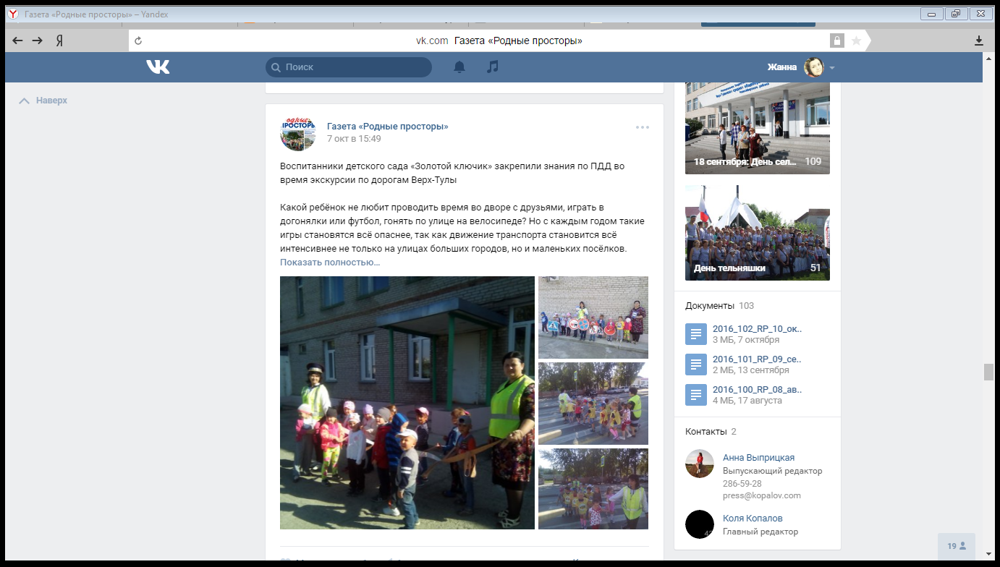 Газета «Родные просторы» – Yandex
Я
vk.com Газета «Родные просторы»
Поиск
Жанна
Наверх
Газета «Родные просторы»
7 окт в 15:49
Воспитанники детского сада «Золотой ключик» закрепили знания по ПДД во
время экскурсии по дорогам Верх-Тулы
Какой ребёнок не любит проводить время во дворе с друзьями, играть в
догонялки или футбол, гонять по улице на велосипеде? Но с каждым годом такие
игры становятся всё опаснее, так как движение транспорта становится всё
интенсивнее не только на улицах больших городов, но и маленьких посёлков.
Показать полностью...
18 сентября: День сел... 109
День тельняшки 51
Документы 103
2016_102_RP_10_ок..
3 МБ, 7 октября
2016_101_RP_09_се..
2 МБ, 13 сентября
2016_100_RP_08_ав..
4 МБ, 17 августа
Контакты 2
Анна Выприцкая
Выпускающий редактор
286-59-28
press@kopalov.com
Коля Копалов
Главный редактор
19